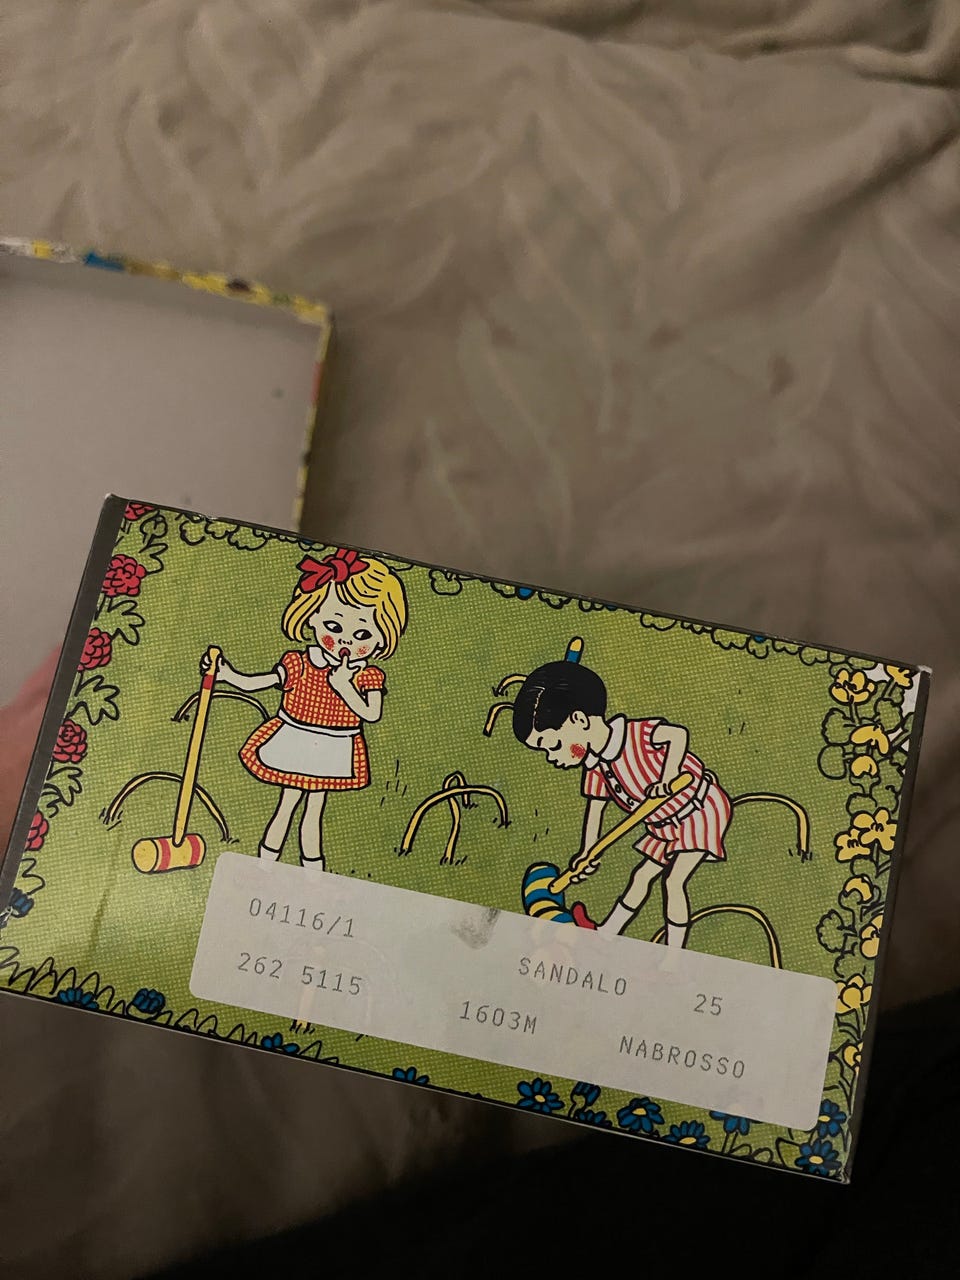 04116/1
SANDALO 25
262 5115
1603M
NABROSSO